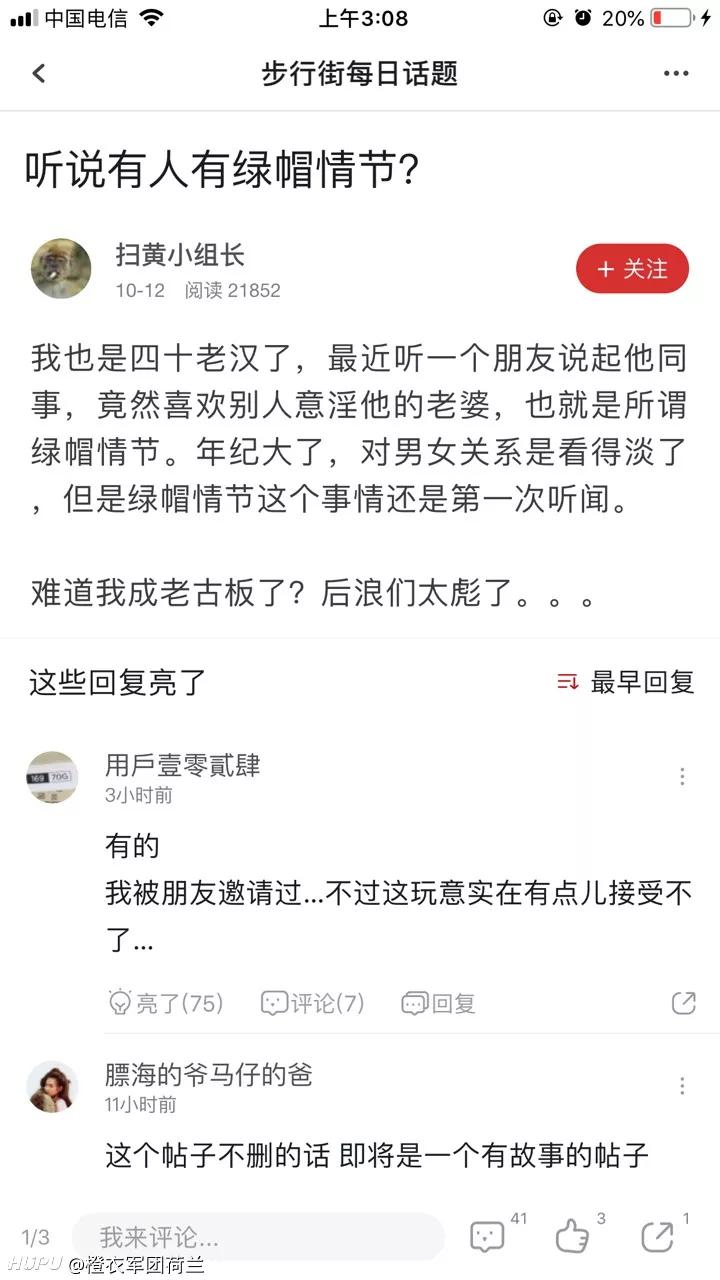 中国电信
上午3:08
20%
步行街每日话题
听说有人有绿帽情节?
扫黄小组长
10-12 阅读 21852
+ 关注
我也是四十老汉了，最近听一个朋友说起他同
事，竟然喜欢别人意淫他的老婆，也就是所谓
绿帽情节。年纪大了，对男女关系是看得淡了
，但是绿帽情节这个事情还是第一次听闻。
难道我成老古板了？后浪们太彪了。。。
这些回复亮了
最早回复
169 70G
用戶壹零貳肆
3小时前
有的
我被朋友邀请过...不过这玩意实在有点儿接受不
了...
亮了(75) 评论(7) 回复
膘海的爷马仔的爸
11小时前
这个帖子不删的话 即将是一个有故事的帖子
1/3
我来评论...
41
3
1
HUPU @橙衣军团荷兰